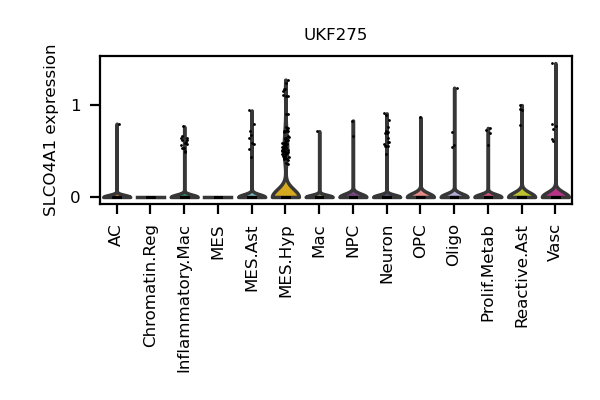 UKF275
SLCO4A1 expression
1
0
AC
Chromatin.Reg
Inflammatory.Mac
MES
MES.Ast
MES.Hyp
Mac
NPC
Neuron
OPC
Oligo
Prolif.Metab
Reactive.Ast
Vasc